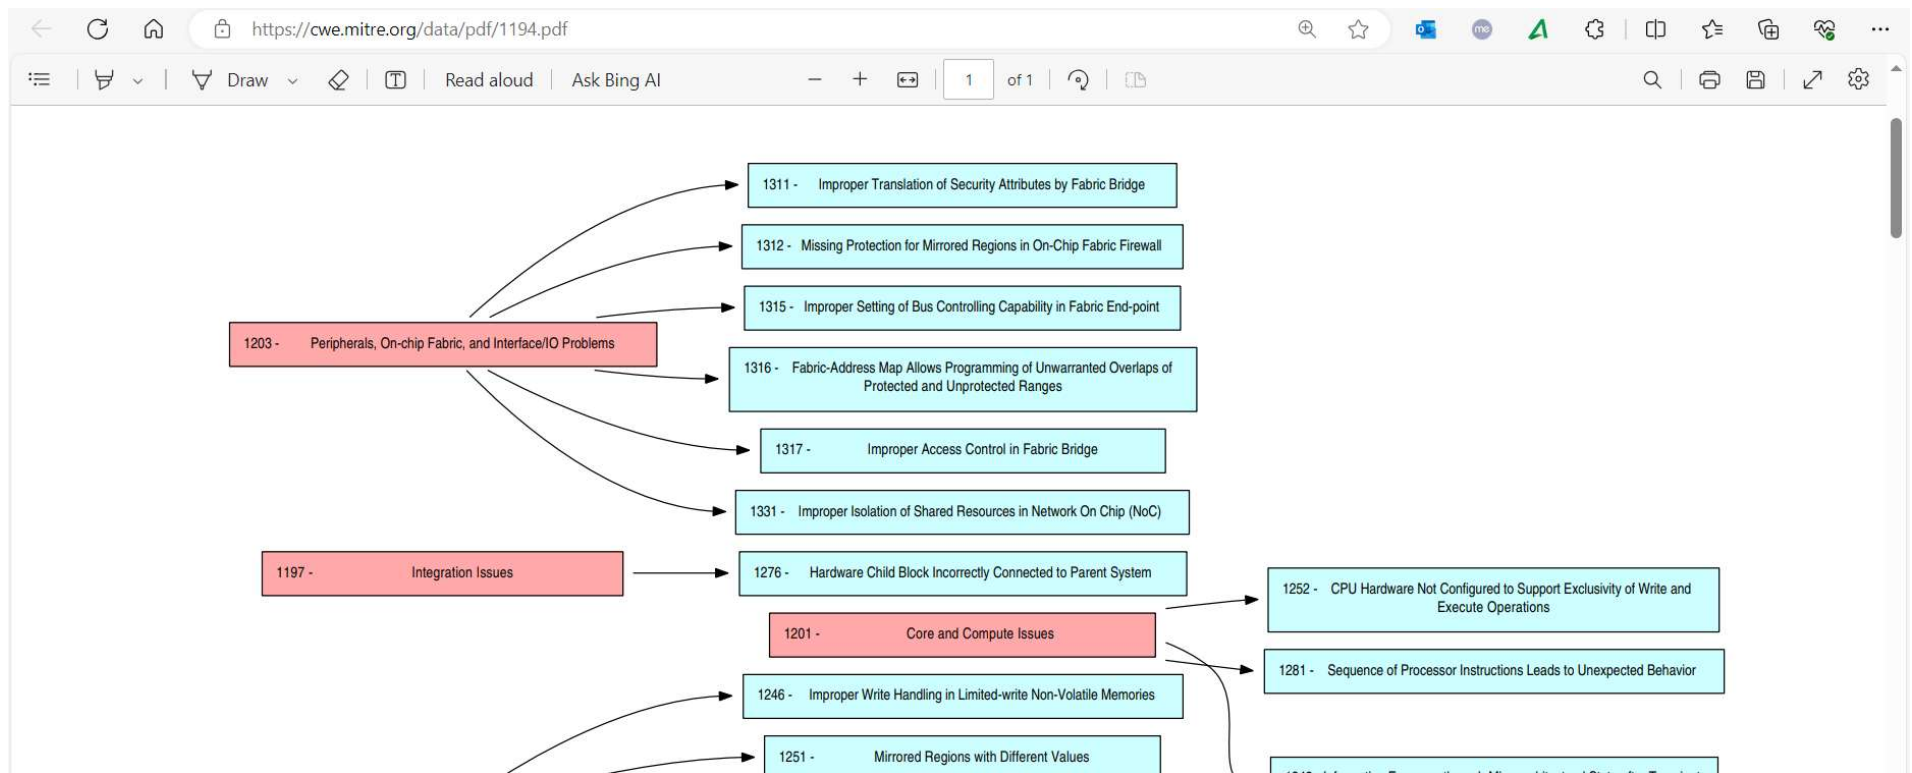 https://cwe.mitre.org/data/pdf/1194.pdf
me
Draw
Read aloud
Ask Bing AI
1
of 1
1311 - Improper Translation of Security Attributes by Fabric Bridge
1312 - Missing Protection for Mirrored Regions in On-Chip Fabric Firewall
1315 - Improper Setting of Bus Controlling Capability in Fabric End-point
1203 - Peripherals, On-chip Fabric, and Interface/IO Problems
1316 - Fabric-Address Map Allows Programming of Unwarranted Overlaps of
Protected and Unprotected Ranges
1317 - Improper Access Control in Fabric Bridge
1331 - Improper Isolation of Shared Resources in Network On Chip (NoC)
1197 - Integration Issues
1276 - Hardware Child Block Incorrectly Connected to Parent System
1252 - CPU Hardware Not Configured to Support Exclusivity of Write and
Execute Operations
1201 - Core and Compute Issues
1281 - Sequence of Processor Instructions Leads to Unexpected Behavior
1246 - Improper Write Handling in Limited-write Non-Volatile Memories
1251 - Mirrored Regions with Different Values